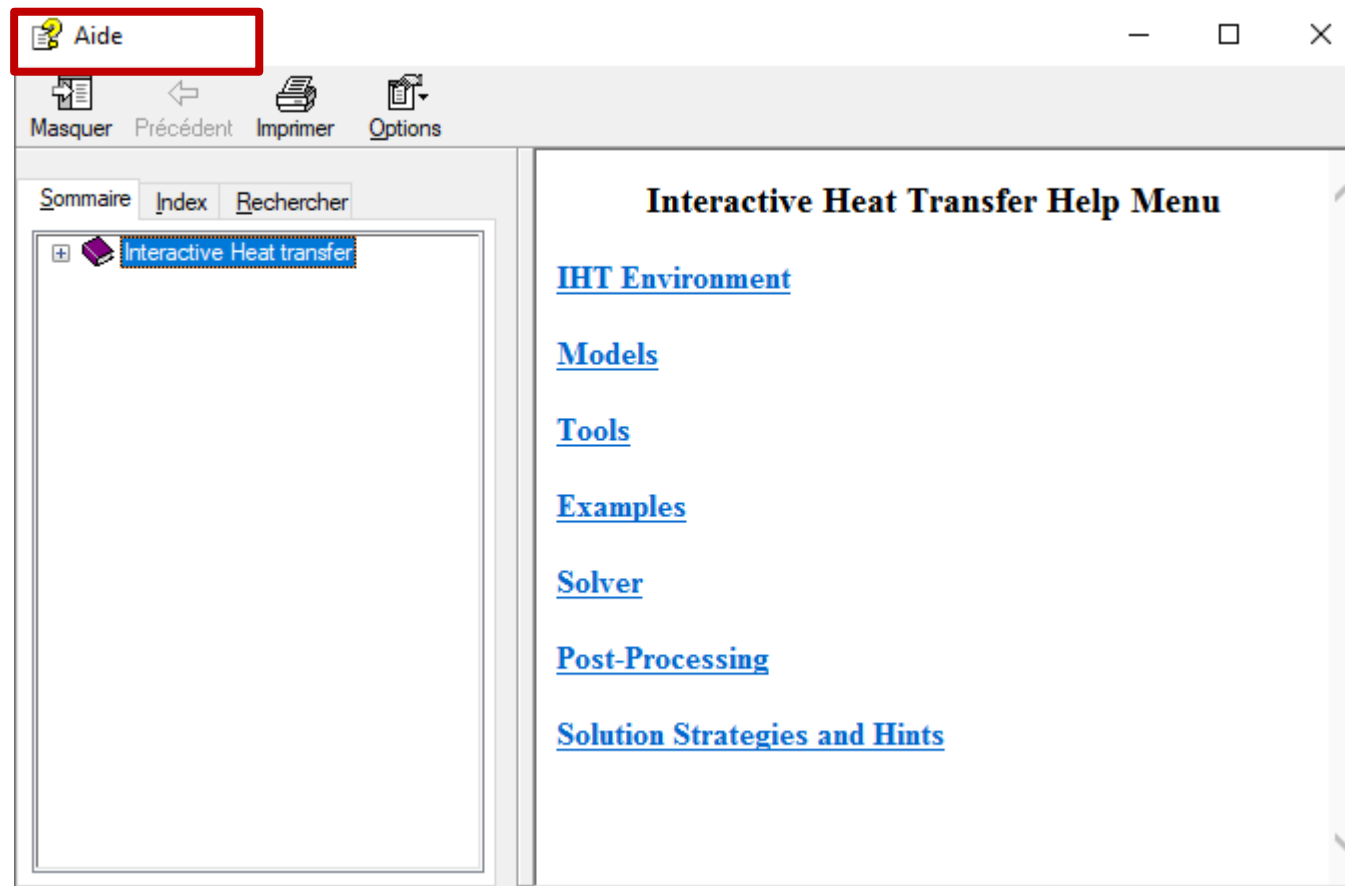 Aide
Masquer Précédent Imprimer Options
Sommaire Index Rechercher
Interactive Heat transfer
Interactive Heat Transfer Help Menu
IHT Environment
Models
Tools
Examples
Solver
Post-Processing
Solution Strategies and Hints